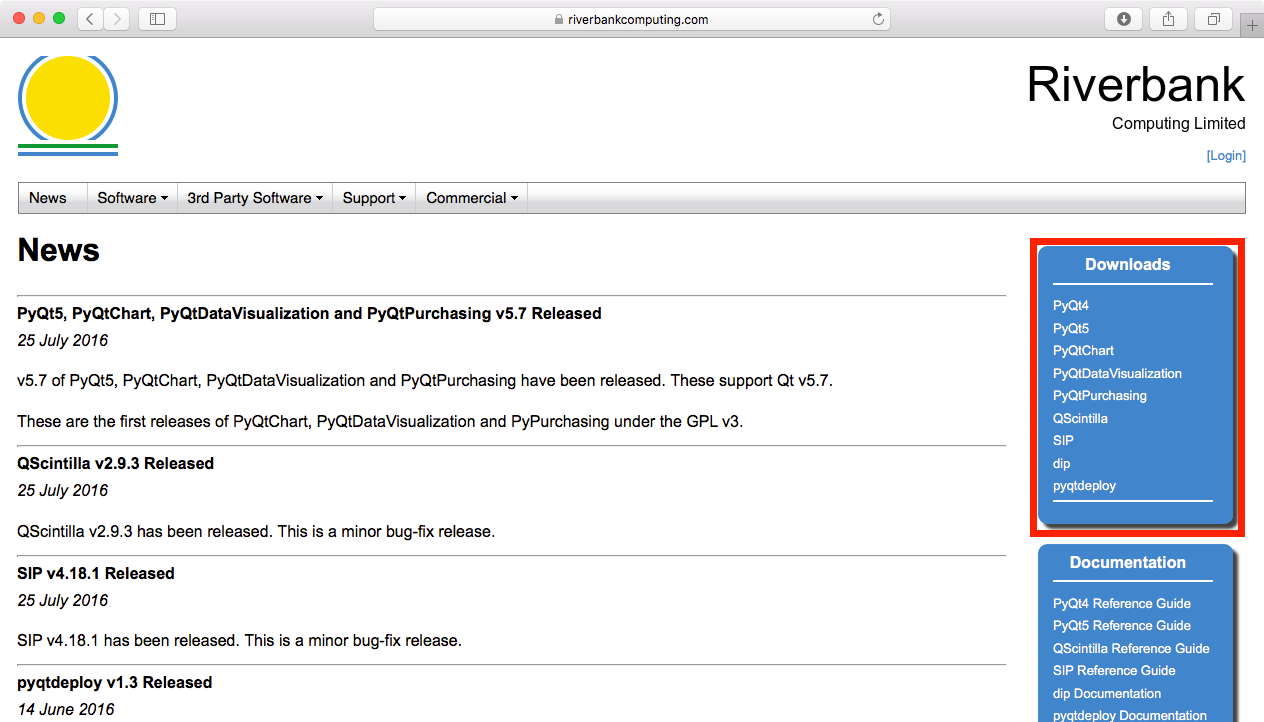 riverbankcomputing.com
Riverbank
Computing Limited
[Login]
News
Software
3rd Party Software
Support
Commercial
News
PyQt5, PyQtChart, PyQtDataVisualization and PyQtPurchasing v5.7 Released
25 July 2016
v5.7 of PyQt5, PyQtChart, PyQtDataVisualization and PyQtPurchasing have been released. These support Qt v5.7.
These are the first releases of PyQtChart, PyQtDataVisualization and PyPurchasing under the GPL v3.
QScintilla v2.9.3 Released
25 July 2016
QScintilla v2.9.3 has been released. This is a minor bug-fix release.
SIP v4.18.1 Released
25 July 2016
SIP v4.18.1 has been released. This is a minor bug-fix release.
pyqtdeploy v1.3 Released
14 June 2016
Downloads
PyQt4
PyQt5
PyQtChart
PyQtDataVisualization
PyQtPurchasing
QScintilla
SIP
dip
pyqtdeploy
Documentation
PyQt4 Reference Guide
PyQt5 Reference Guide
QScintilla Reference Guide
SIP Reference Guide
dip Documentation
pyqtdeploy Documentation